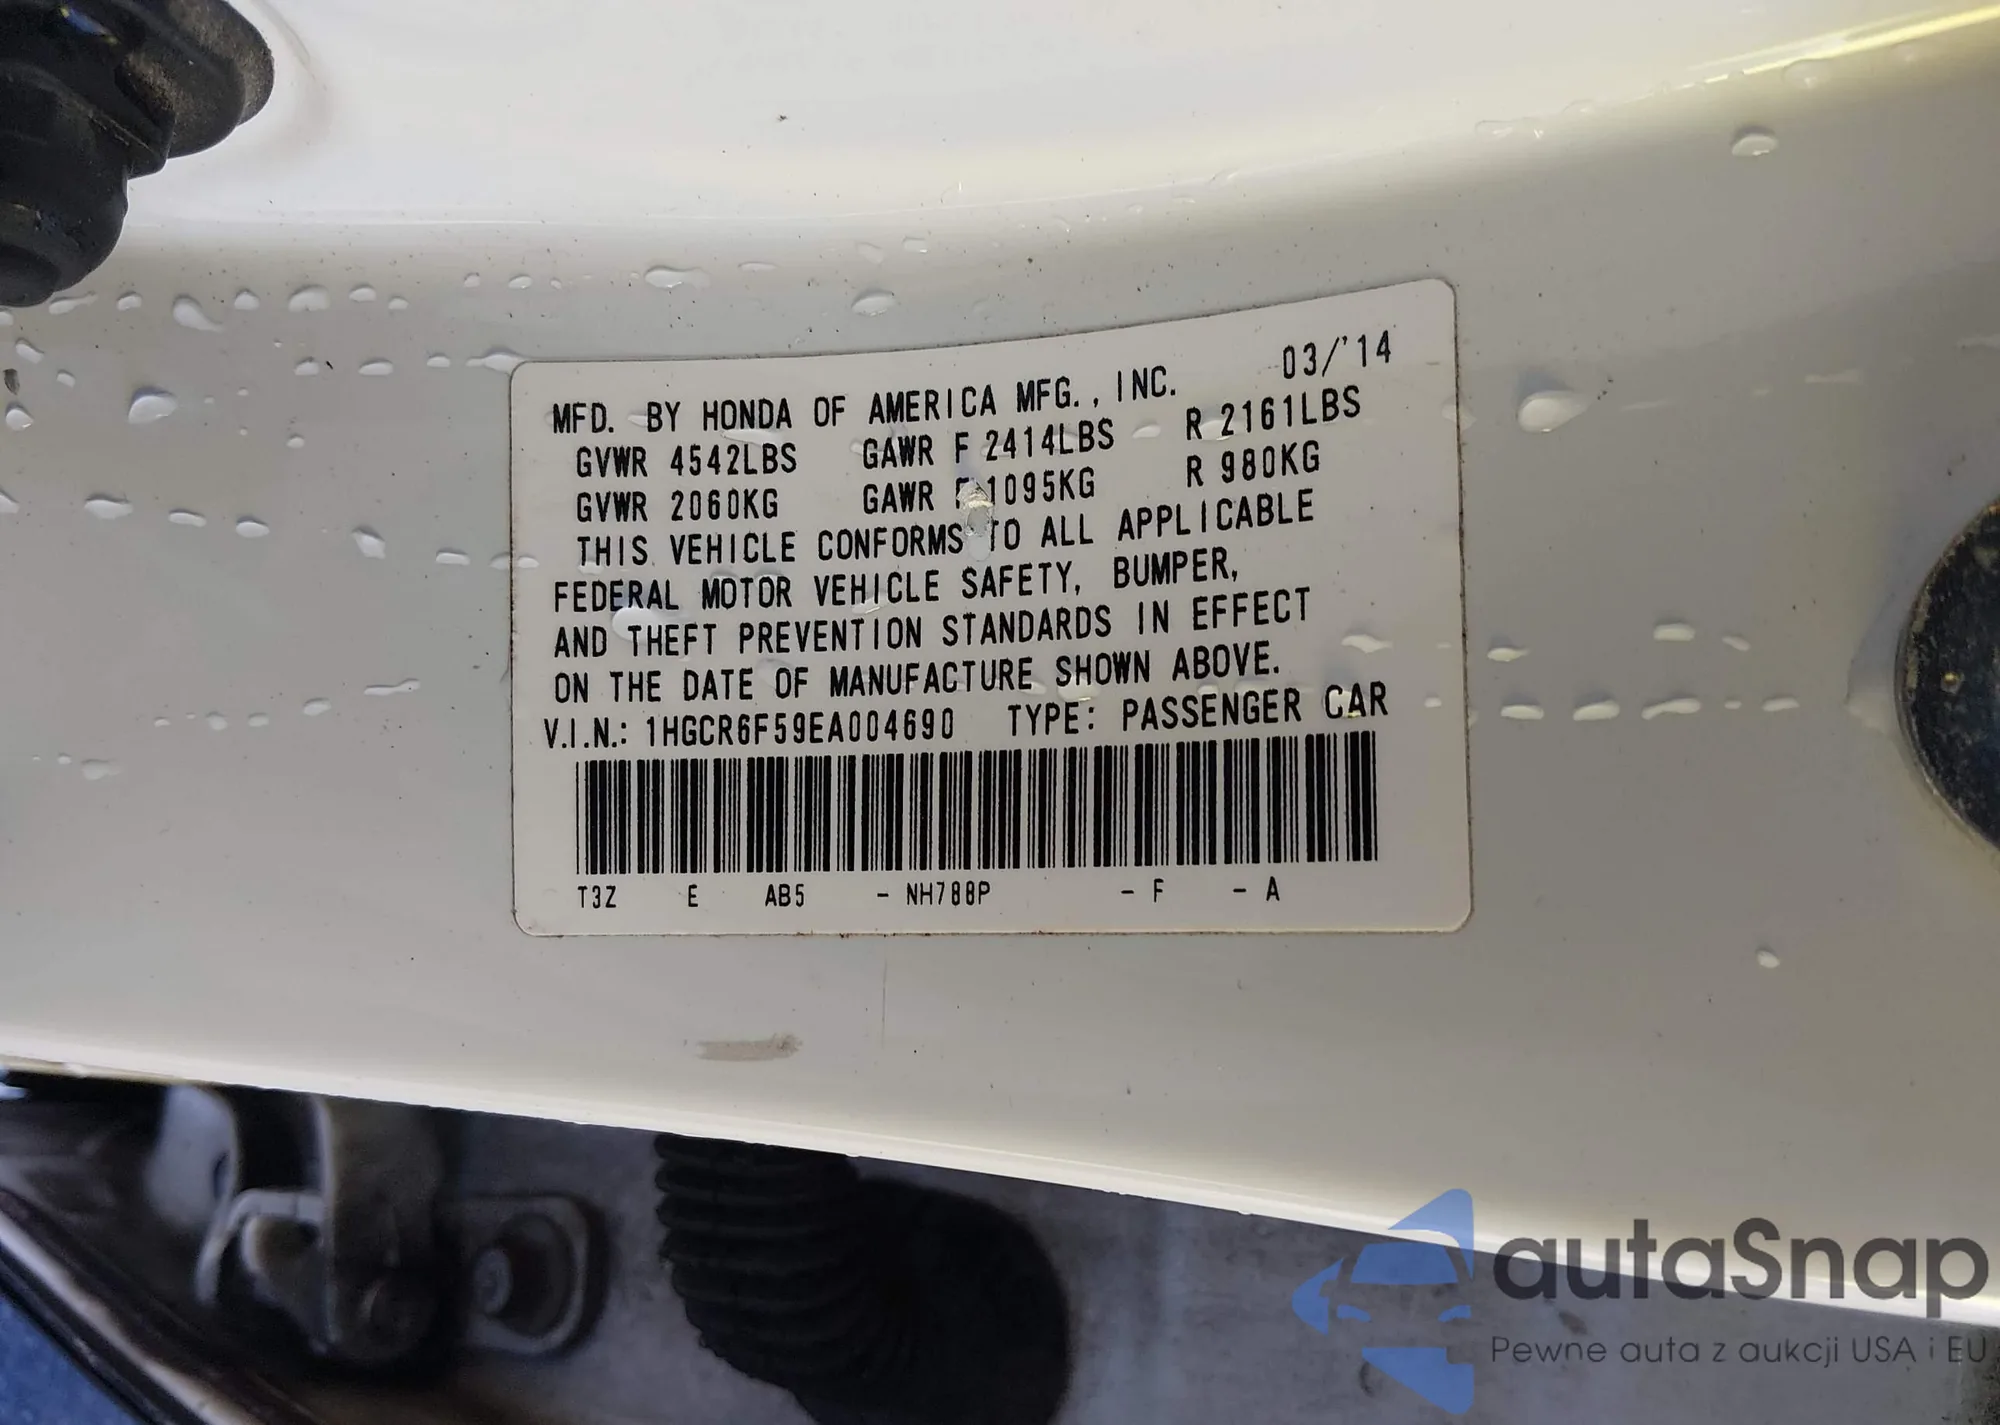 MFD. BY HONDA OF AMERICA MFG., INC. 03/'14
GVWR 4542LBS GAWR F 2414LBS R 2161LBS
GVWR 2060KG GAWR F 1095KG R 980KG
THIS VEHICLE CONFORMS TO ALL APPLICABLE
FEDERAL MOTOR VEHICLE SAFETY, BUMPER,
AND THEFT PREVENTION STANDARDS IN EFFECT
ON THE DATE OF MANUFACTURE SHOWN ABOVE.
V.I.N.: 1HGCR6F59EA004690 TYPE: PASSENGER CAR
T3Z E AB5 - NH788P - F - A
autaSnap
Pewne auta z aukcji USA i EU